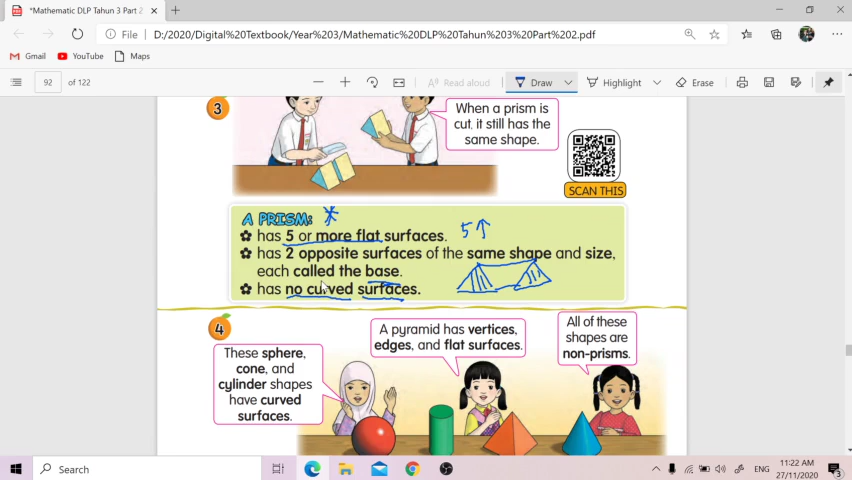 *Mathematic DLP Tahun 3 Part 2
File
D:/2020/Digital%20Textbook/Year%203/Mathematic%20DLP%20Tahun%203%20Part%202.pdf
Gmail
YouTube
Maps
92
of 122
Read aloud
Draw
Highlight
Erase
3
When a prism is
cut, it still has the
same shape.
SCAN THIS
A PRISM:
has 5 or more flat surfaces.
5↑
has 2 opposite surfaces of the same shape and size,
each called the base.
has no curved surfaces.
4
These sphere,
cone, and
cylinder shapes
have curved
surfaces.
A pyramid has vertices,
edges, and flat surfaces.
All of these
shapes are
non-prisms.
Search
ENG
11:22 AM
27/11/2020
3